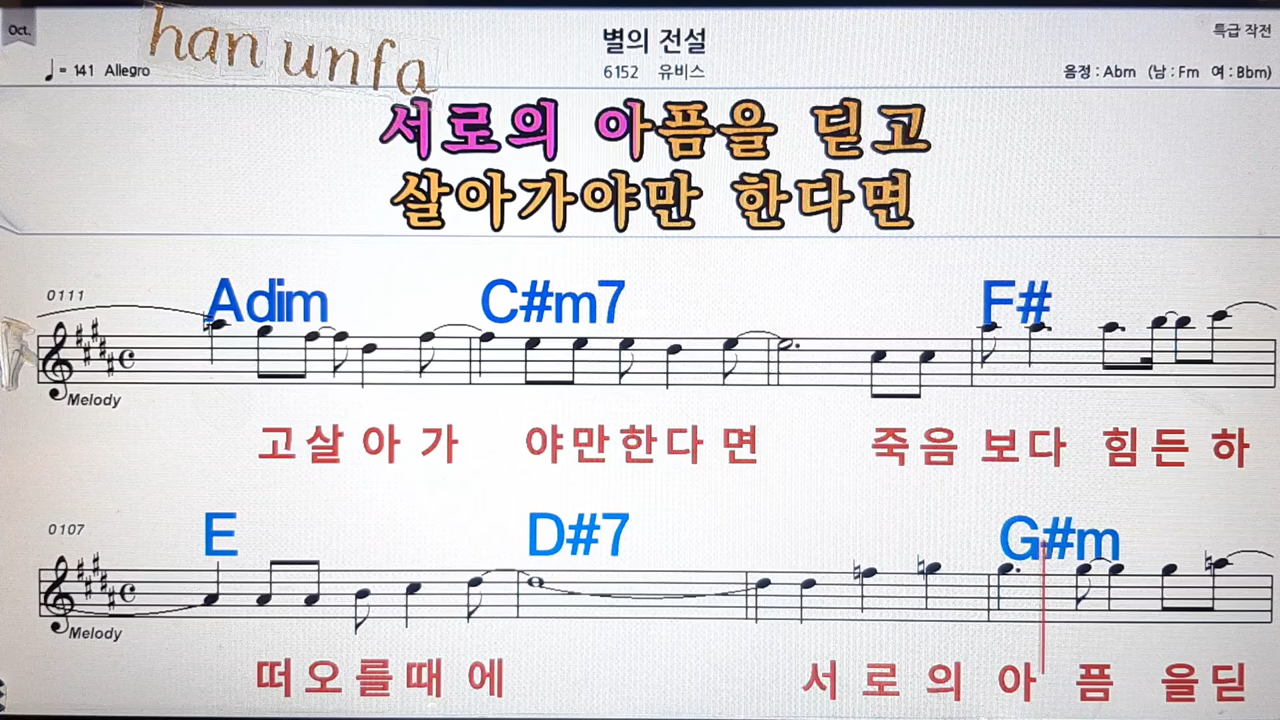 Oct.
han unfa
별의 전설
특급 작전
♩= 141 Allegro
6152 유비스
음정 : Abm (남 : Fm 여 : Bbm)
서로의 아픔을 딛고
살아가야만 한다면
0111
Adim C#m7 F#
Melody
고살 아 가 야만한다 면 죽음 보다 힘든 하
0107
E D#7 G#m
Melody
떠오를때 에 서 로 의 아 픔 을딛